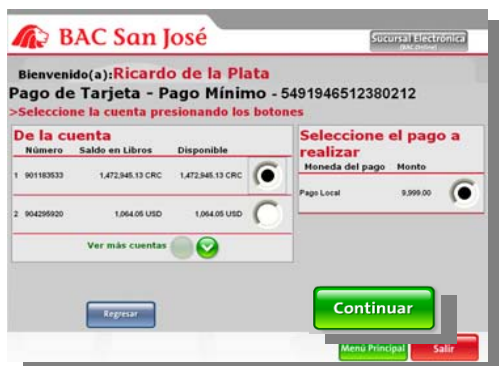 BAC San José
Sucursal Electrónica
(BAC Online)
Bienvenido(a):Ricardo de la Plata
Pago de Tarjeta - Pago Mínimo - 5491946512380212
>Seleccione la cuenta presionando los botones
De la cuenta
Número Saldo en Libros Disponible
1 901183533 1,472,945.13 CRC 1,472,945.13 CRC
2 904295920 1,064.05 USD 1,064.05 USD
Ver más cuentas
Seleccione el pago a
realizar
Moneda del pago Monto
Pago Local 9,999.00
Regresar
Continuar
Menú Principal
Salir